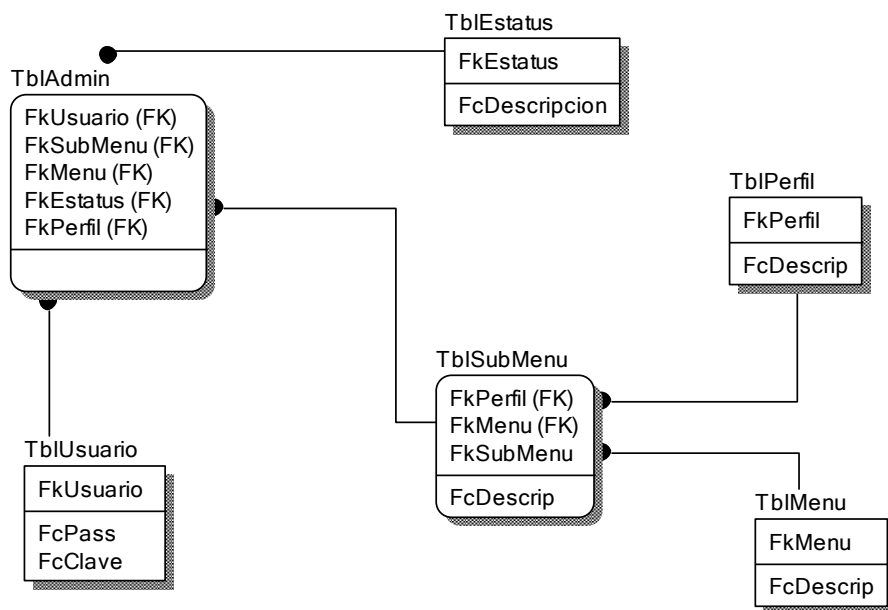 TblEstatus
FkEstatus
FcDescripcion
TblAdmin
FkUsuario (FK)
FkSubMenu (FK)
FkMenu (FK)
FkEstatus (FK)
FkPerfil (FK)
TblPerfil
FkPerfil
FcDescrip
TblSubMenu
FkPerfil (FK)
FkMenu (FK)
FkSubMenu
FcDescrip
TblUsuario
FkUsuario
FcPass
FcClave
TblMenu
FkMenu
FcDescrip